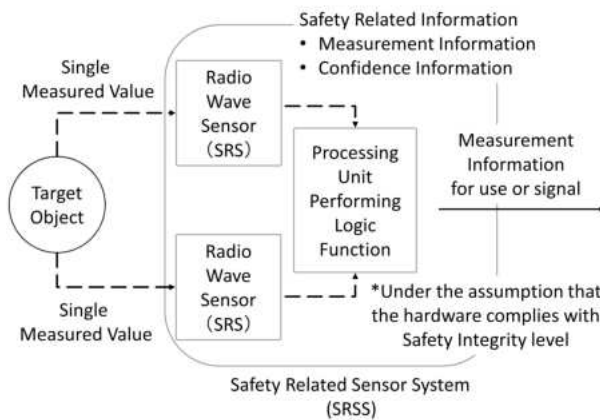 Safety Related Information
• Measurement Information
• Confidence Information
Single
Measured Value
Radio
Wave
Sensor
(SRS)
Target
Object
Processing
Unit
Performing
Logic
Function
Measurement
Information
for use or signal
Radio
Wave
Sensor
(SRS)
Single
Measured Value
*Under the assumption that
the hardware complies with
Safety Integrity level
Safety Related Sensor System
(SRSS)